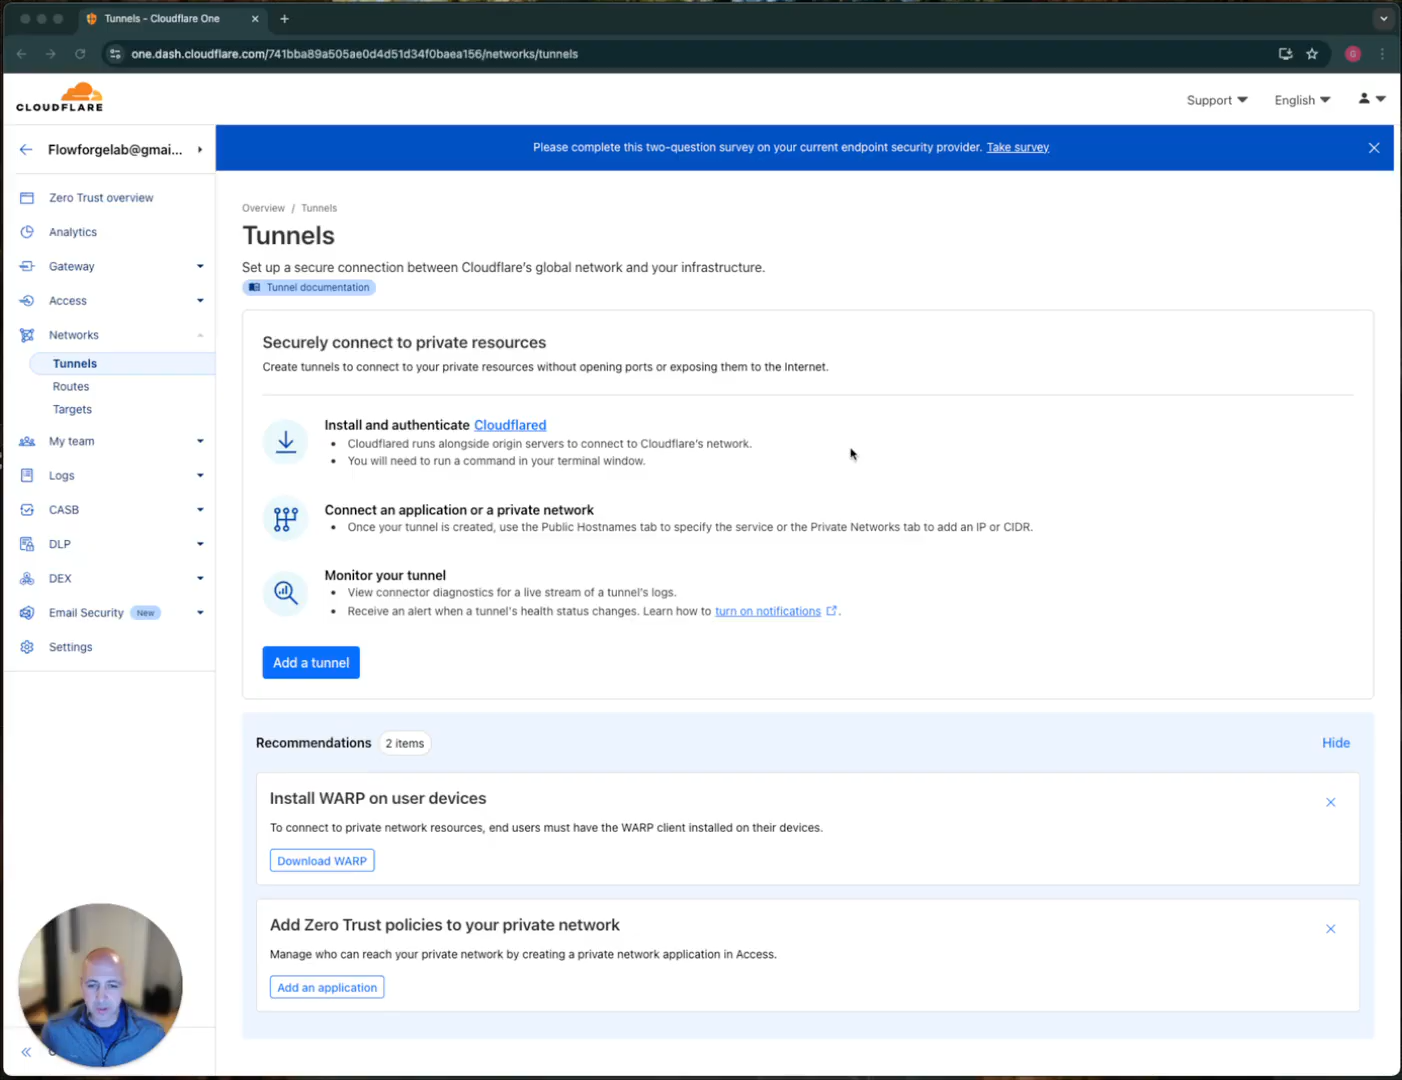 Tunnels - Cloudflare One
one.dash.cloudflare.com/741bba89a505ae0d4d51d34f0baea156/networks/tunnels
G
CLOUDFLARE
Support
English
Flowforgelab@gmai...
Please complete this two-question survey on your current endpoint security provider. Take survey
Zero Trust overview
Analytics
Gateway
Access
Networks
Tunnels
Routes
Targets
My team
Logs
CASB
DLP
DEX
Email Security New
Settings
Overview / Tunnels
Tunnels
Set up a secure connection between Cloudflare's global network and your infrastructure.
Tunnel documentation
Securely connect to private resources
Create tunnels to connect to your private resources without opening ports or exposing them to the Internet.
Install and authenticate Cloudflared
• Cloudflared runs alongside origin servers to connect to Cloudflare's network.
• You will need to run a command in your terminal window.
Connect an application or a private network
• Once your tunnel is created, use the Public Hostnames tab to specify the service or the Private Networks tab to add an IP or CIDR.
Monitor your tunnel
• View connector diagnostics for a live stream of a tunnel's logs.
• Receive an alert when a tunnel's health status changes. Learn how to turn on notifications.
Add a tunnel
Recommendations 2 items
Hide
Install WARP on user devices
To connect to private network resources, end users must have the WARP client installed on their devices.
Download WARP
Add Zero Trust policies to your private network
Manage who can reach your private network by creating a private network application in Access.
Add an application